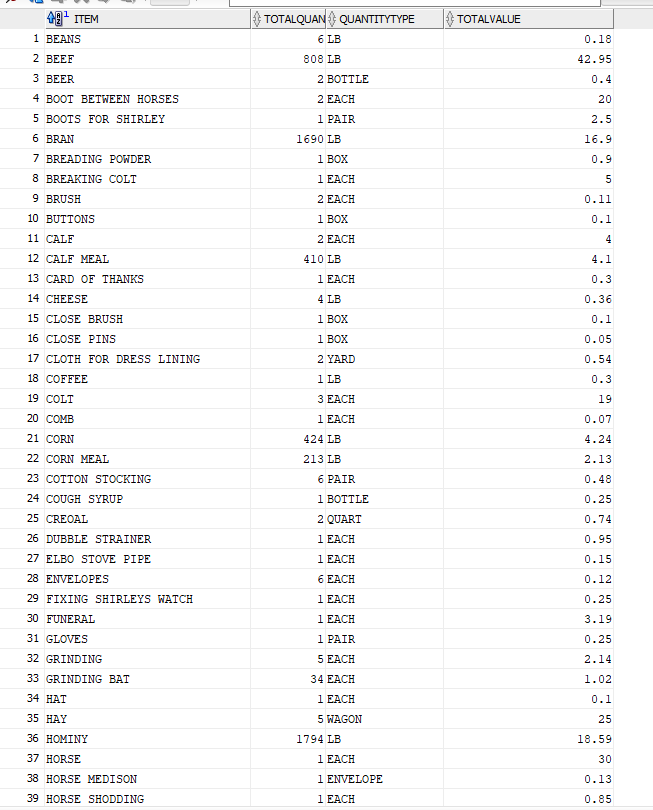 ITEM TOTALQUAN QUANTITYTYPE TOTALVALUE
1 BEANS 6 LB 0.18
2 BEEF 808 LB 42.95
3 BEER 2 BOTTLE 0.4
4 BOOT BETWEEN HORSES 2 EACH 20
5 BOOTS FOR SHIRLEY 1 PAIR 2.5
6 BRAN 1690 LB 16.9
7 BREADING POWDER 1 BOX 0.9
8 BREAKING COLT 1 EACH 5
9 BRUSH 2 EACH 0.11
10 BUTTONS 1 BOX 0.1
11 CALF 2 EACH 4
12 CALF MEAL 410 LB 4.1
13 CARD OF THANKS 1 EACH 0.3
14 CHEESE 4 LB 0.36
15 CLOSE BRUSH 1 BOX 0.1
16 CLOSE PINS 1 BOX 0.05
17 CLOTH FOR DRESS LINING 2 YARD 0.54
18 COFFEE 1 LB 0.3
19 COLT 3 EACH 19
20 COMB 1 EACH 0.07
21 CORN 424 LB 4.24
22 CORN MEAL 213 LB 2.13
23 COTTON STOCKING 6 PAIR 0.48
24 COUGH SYRUP 1 BOTTLE 0.25
25 CREOAL 2 QUART 0.74
26 DUBBLE STRAINER 1 EACH 0.95
27 ELBO STOVE PIPE 1 EACH 0.15
28 ENVELOPES 6 EACH 0.12
29 FIXING SHIRLEYS WATCH 1 EACH 0.25
30 FUNERAL 1 EACH 3.19
31 GLOVES 1 PAIR 0.25
32 GRINDING 5 EACH 2.14
33 GRINDING BAT 34 EACH 1.02
34 HAT 1 EACH 0.1
35 HAY 5 WAGON 25
36 HOMINY 1794 LB 18.59
37 HORSE 1 EACH 30
38 HORSE MEDISON 1 ENVELOPE 0.13
39 HORSE SHODDING 1 EACH 0.85